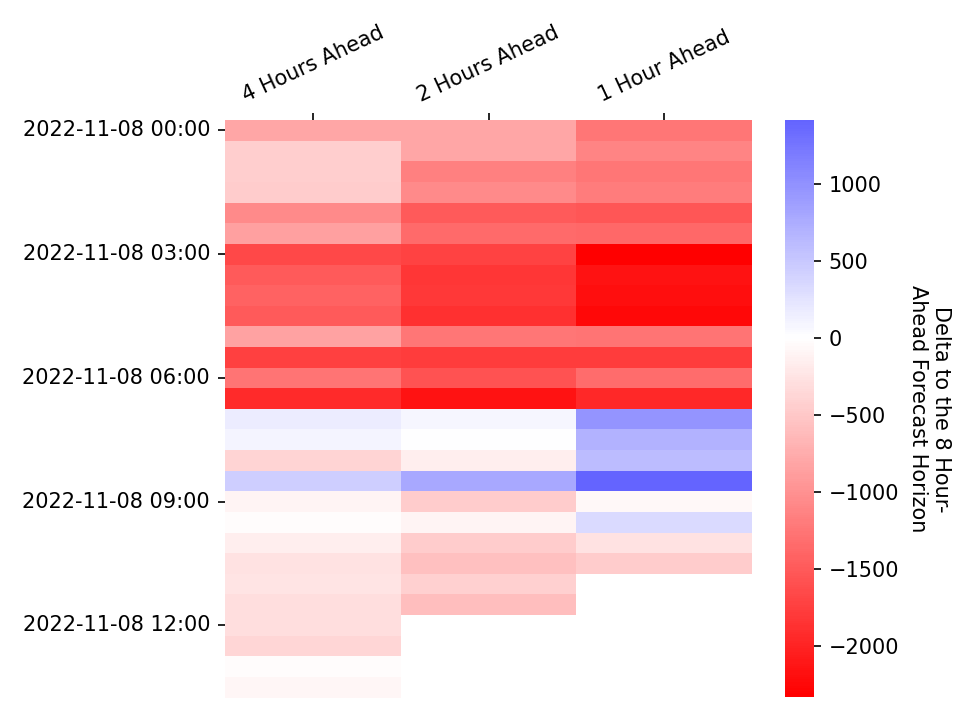 4 Hours Ahead
2 Hours Ahead
1 Hour Ahead
2022-11-08 00:00
2022-11-08 03:00
2022-11-08 06:00
2022-11-08 09:00
2022-11-08 12:00
1000
500
0
−500
−1000
−1500
−2000
Delta to the 8 Hour-
Ahead Forecast Horizon